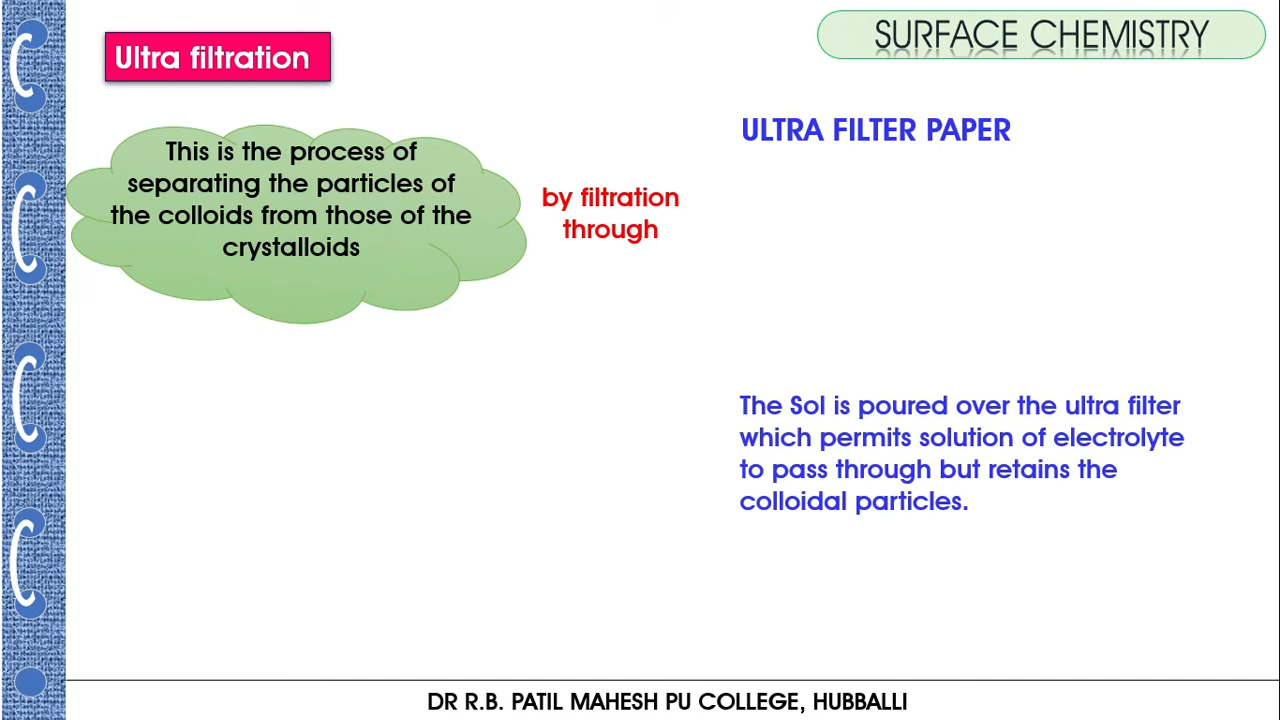 SURFACE CHEMISTRY
Ultra filtration
This is the process of
separating the particles of
the colloids from those of the
crystalloids
by filtration
through
ULTRA FILTER PAPER
The Sol is poured over the ultra filter
which permits solution of electrolyte
to pass through but retains the
colloidal particles.
DR R.B. PATIL MAHESH PU COLLEGE, HUBBALLI